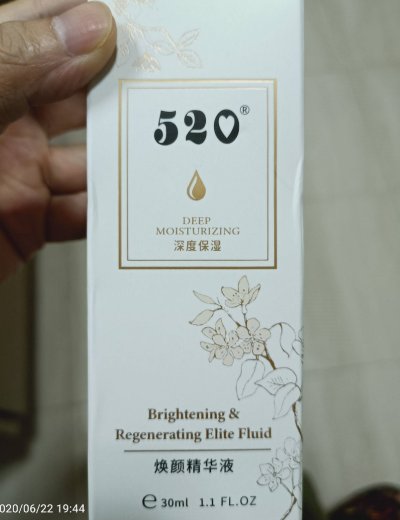 520®
DEEP
MOISTURIZING
深度保湿
Brightening &
Regenerating Elite Fluid
焕颜精华液
℮ 30ml 1.1 FL.OZ
020/06/22 19:44